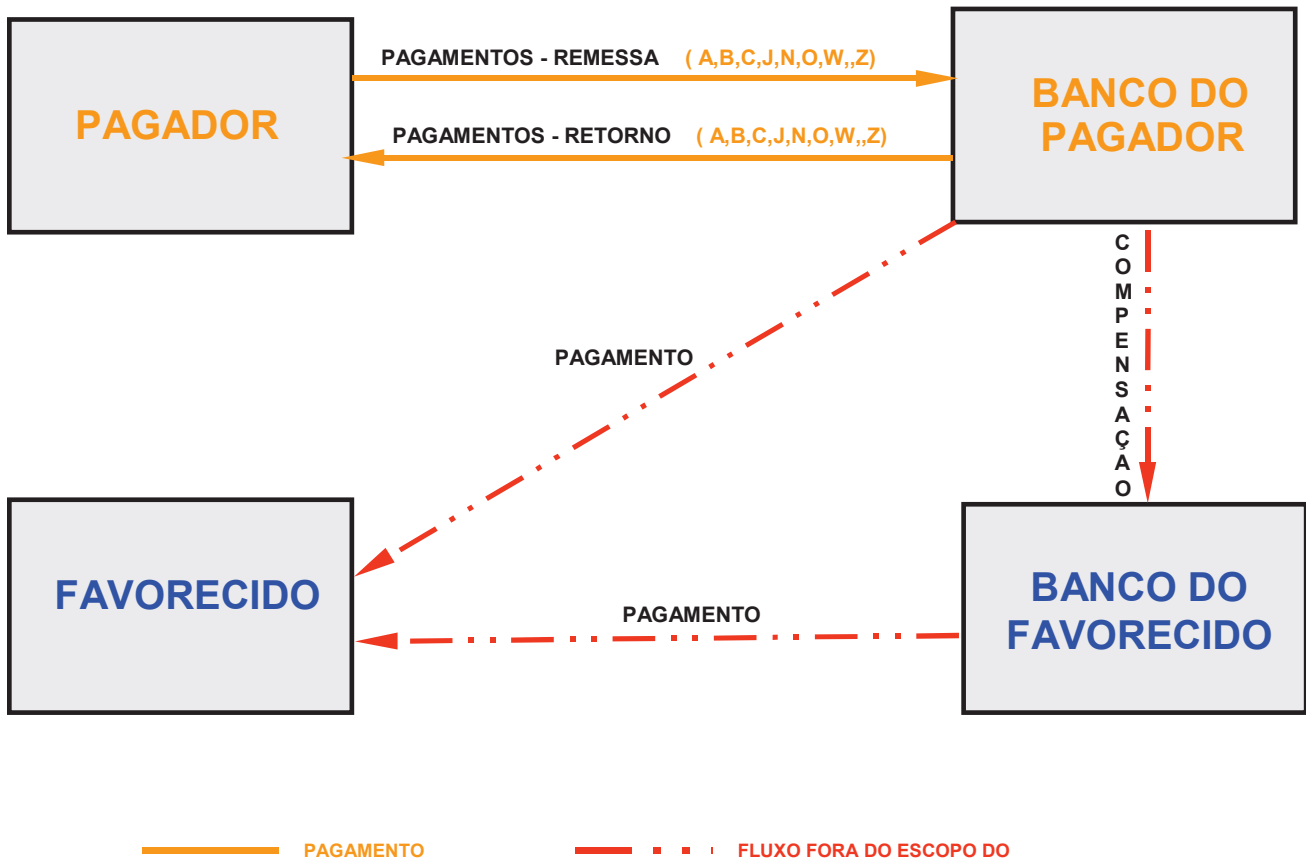 PAGAMENTOS - REMESSA ( A,B,C,J,N,O,W,,Z)
PAGADOR
BANCO DO
PAGADOR
PAGAMENTOS - RETORNO ( A,B,C,J,N,O,W,,Z)
COMPENSAÇAO
PAGAMENTO
FAVORECIDO
BANCO DO
FAVORECIDO
PAGAMENTO
PAGAMENTO
FLUXO FORA DO ESCOPO DO